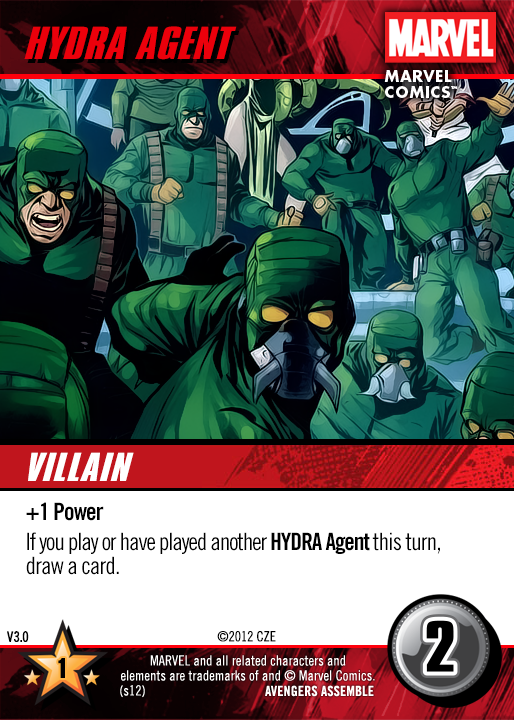 HYDRA AGENT
MARVEL
MARVEL
COMICS™
VILLAIN
+1 Power
If you play or have played another HYDRA Agent this turn,
draw a card.
V3.0
©2012 CZE
2
1
MARVEL and all related characters and
elements are trademarks of and © Marvel Comics.
(s12)
AVENGERS ASSEMBLE